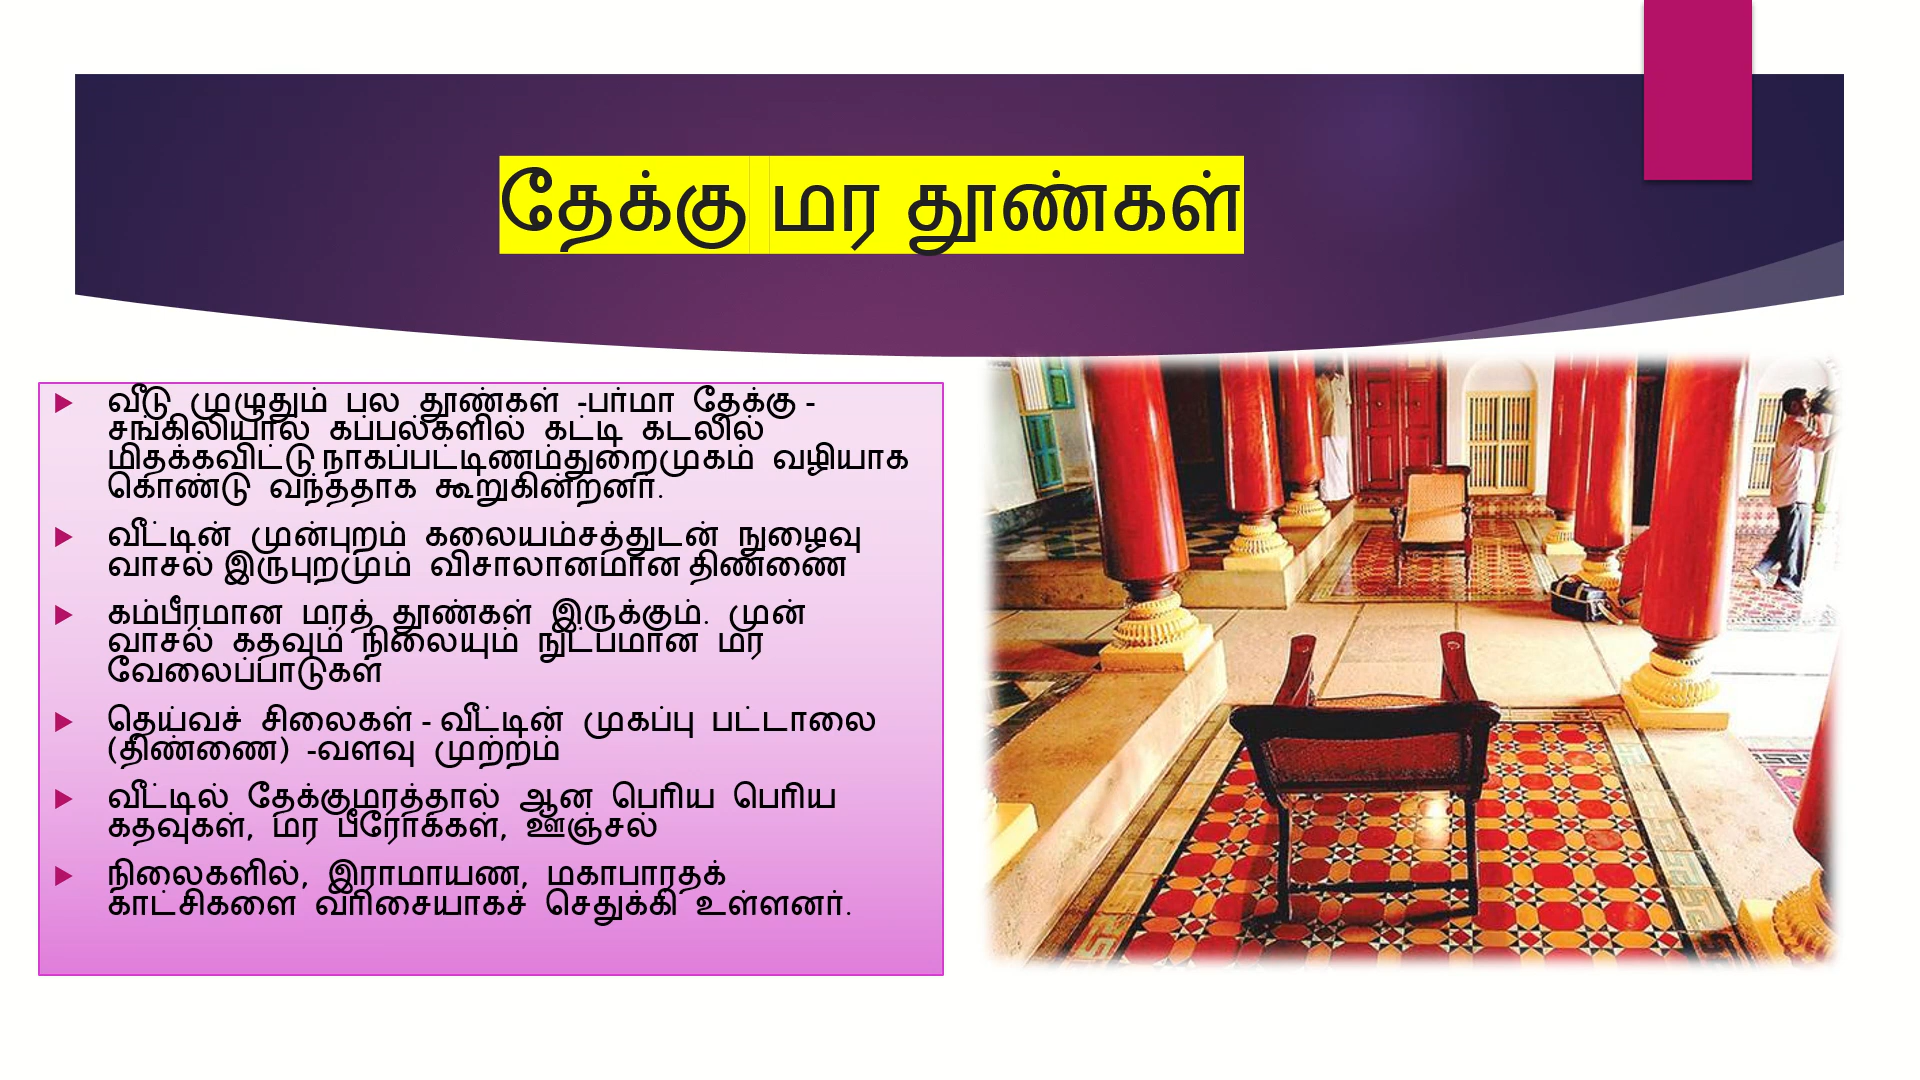 தேக்கு மர தூண்கள்
வீடு முழுதும் பல தூண்கள் -பர்மா தேக்கு -
சங்கிலியால் கப்பல்களில் கட்டி கடலில்
மிதக்கவிட்டு நாகப்பட்டிணம்துறைமுகம் வழியாக
கொண்டு வந்ததாக கூறுகின்றனர்.
வீட்டின் முன்புறம் கலையம்சத்துடன் நுழைவு
வாசல் இருபுறமும் விசாலானமான திண்ணை
கம்பீரமான மரத் தூண்கள் இருக்கும். முன்
வாசல் கதவும் நிலையும் நுட்பமான மர
வேலைப்பாடுகள்
தெய்வச் சிலைகள் - வீட்டின் முகப்பு பட்டாலை
(திண்ணை) -வளவு முற்றம்
வீட்டில் தேக்குமரத்தால் ஆன பெரிய பெரிய
கதவுகள், மர பீரோக்கள், ஊஞ்சல்
நிலைகளில், இராமாயண, மகாபாரதக்
காட்சிகளை வரிசையாகச் செதுக்கி உள்ளனர்.